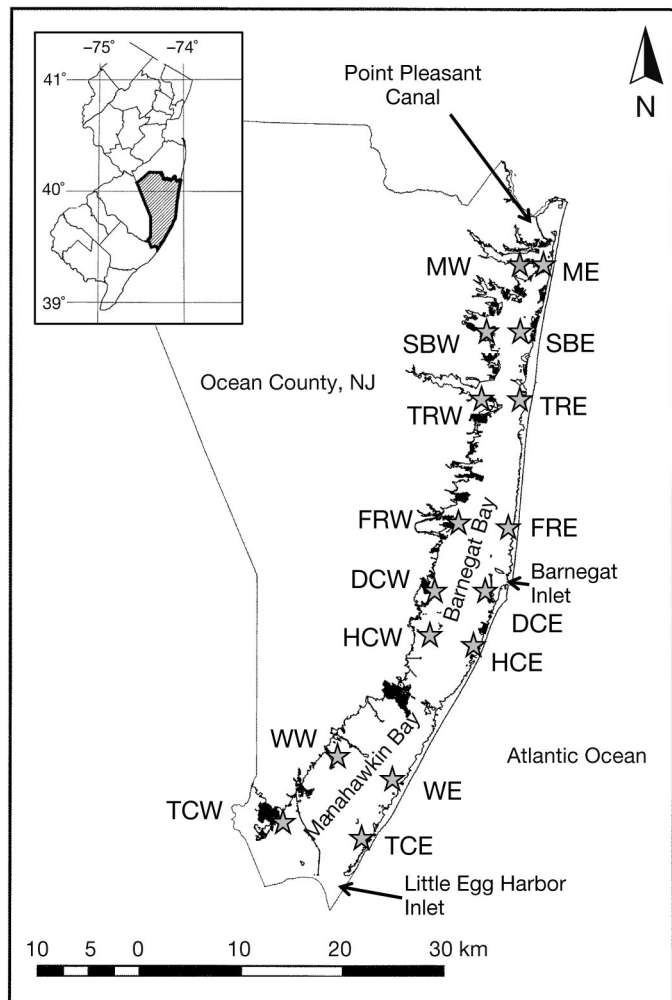 −75° −74°
41°
40°
39°
Point Pleasant
Canal
N
MW
ME
SBW
SBE
Ocean County, NJ
TRW
TRE
FRW
FRE
Barnegat Bay
DCW
Barnegat
Inlet
DCE
HCW
HCE
WW
Manahawkin Bay
Atlantic Ocean
WE
TCW
TCE
Little Egg Harbor
Inlet
10 5 0 10 20 30 km